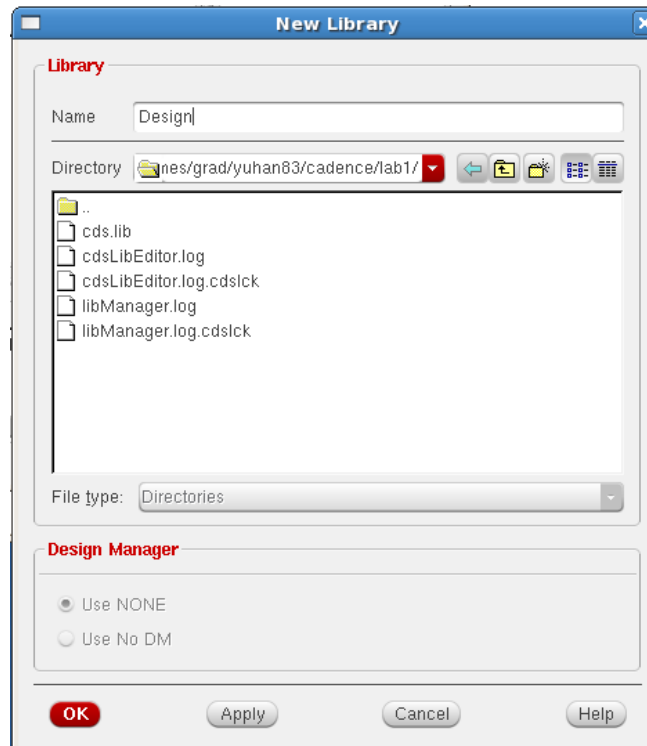 New Library
Library
Name Design
Directory nes/grad/yuhan83/cadence/lab1/
..
cds.lib
cdsLibEditor.log
cdsLibEditor.log.cdslck
libManager.log
libManager.log.cdslck
File type: Directories
Design Manager
Use NONE
Use No DM
OK Apply Cancel Help